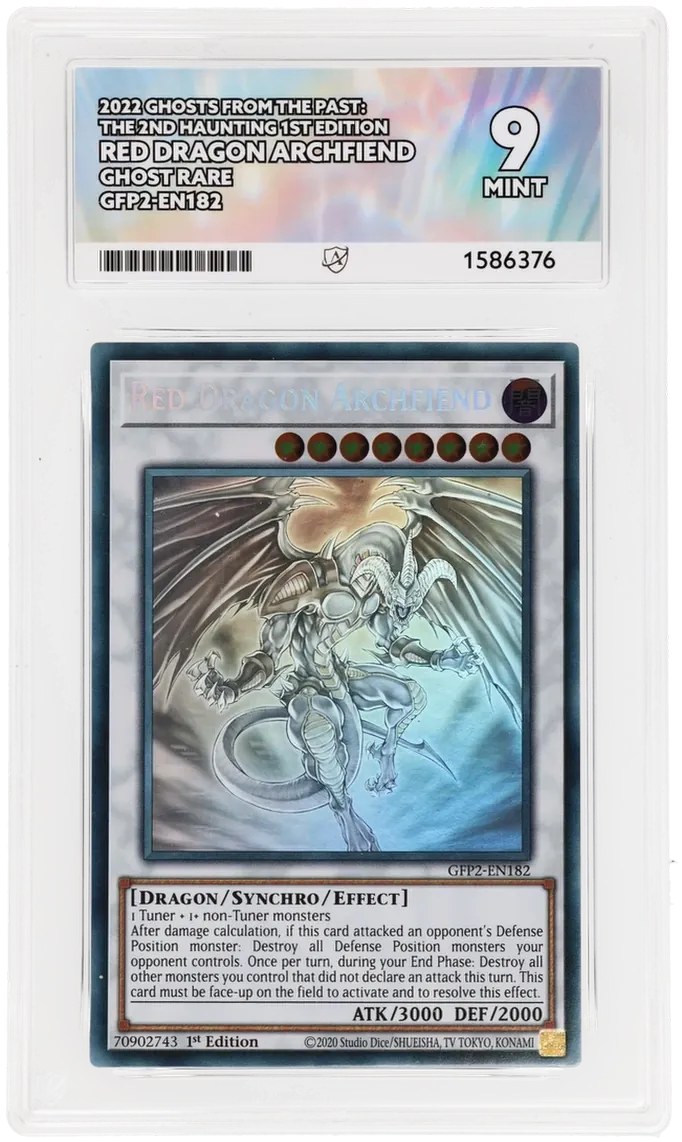 2022 GHOSTS FROM THE PAST:
THE 2ND HAUNTING 1ST EDITION
RED DRAGON ARCHFIEND
GHOST RARE
GFP2-EN182
9
MINT
1586376
RED DRAGON ARCHFIEND
闇
GFP2-EN182
[DRAGON/SYNCHRO/EFFECT]
1 Tuner + 1+ non-Tuner monsters
After damage calculation, if this card attacked an opponent's Defense
Position monster: Destroy all Defense Position monsters your
opponent controls. Once per turn, during your End Phase: Destroy all
other monsters you control that did not declare an attack this turn. This
card must be face-up on the field to activate and to resolve this effect.
ATK/3000 DEF/2000
70902743 1st Edition ©2020 Studio Dice/SHUEISHA, TV TOKYO, KONAMI